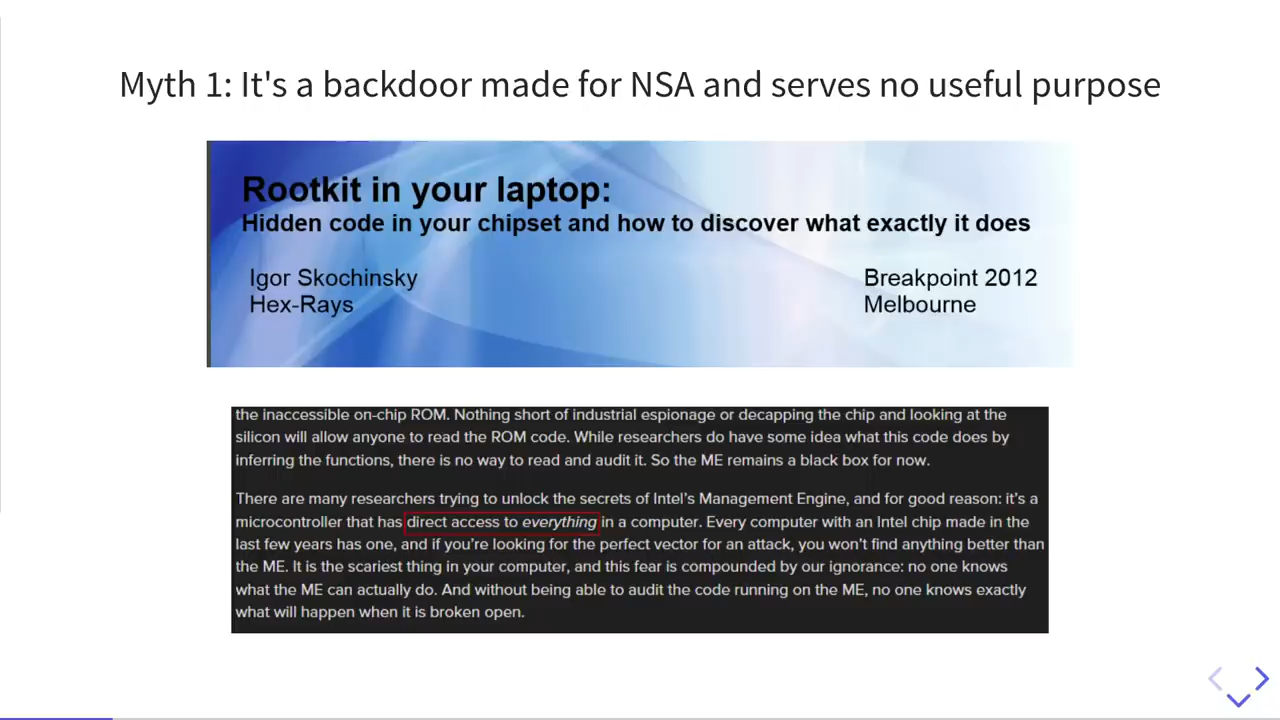 Myth 1: It's a backdoor made for NSA and serves no useful purpose
Rootkit in your laptop:
Hidden code in your chipset and how to discover what exactly it does
Igor Skochinsky
Hex-Rays
Breakpoint 2012
Melbourne
the inaccessible on-chip ROM. Nothing short of industrial espionage or decapping the chip and looking at the
silicon will allow anyone to read the ROM code. While researchers do have some idea what this code does by
inferring the functions, there is no way to read and audit it. So the ME remains a black box for now.
There are many researchers trying to unlock the secrets of Intel's Management Engine, and for good reason: it's a
microcontroller that has direct access to everything in a computer. Every computer with an Intel chip made in the
last few years has one, and if you're looking for the perfect vector for an attack, you won't find anything better than
the ME. It is the scariest thing in your computer, and this fear is compounded by our ignorance: no one knows
what the ME can actually do. And without being able to audit the code running on the ME, no one knows exactly
what will happen when it is broken open.